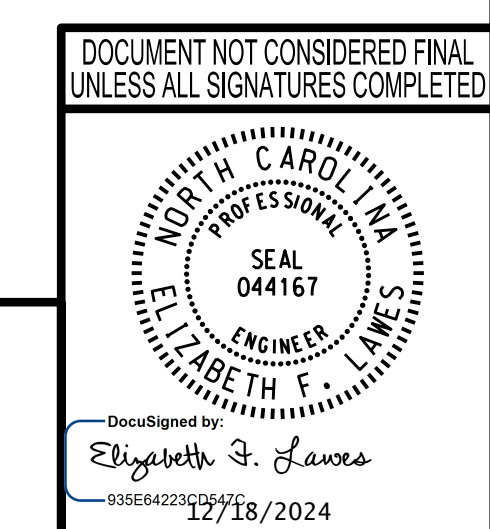 DOCUMENT NOT CONSIDERED FINAL
UNLESS ALL SIGNATURES COMPLETED
NORTH CAROLINA
PROFESSIONAL
SEAL
044167
ENGINEER
ELIZABETH F. LAWES
DocuSigned by:
Elizabeth F. Lawes
935E64223CD547C...
12/18/2024